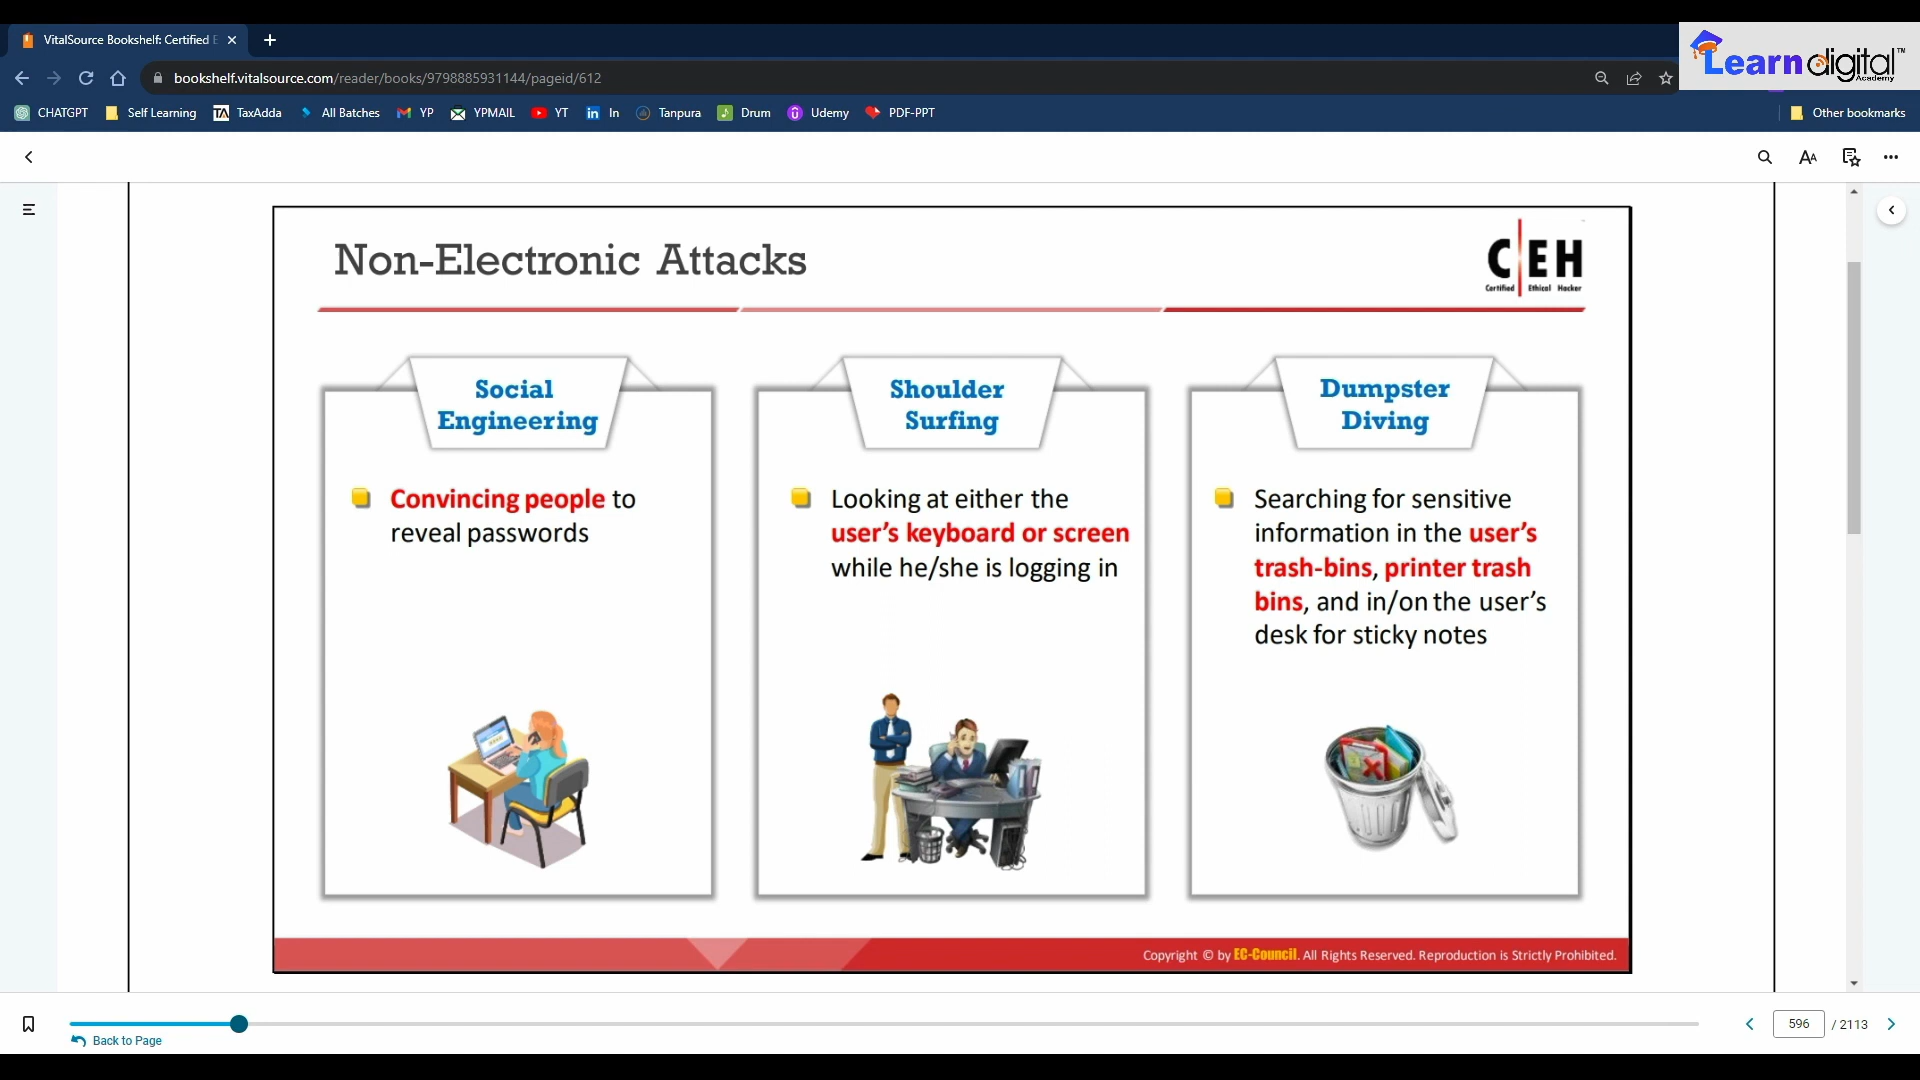 VitalSource Bookshelf: Certified E
Learn digital™
Academy
bookshelf.vitalsource.com/reader/books/9798885931144/pageid/612
CHATGPT Self Learning TA TaxAdda All Batches YP YPMAIL YT in In Tanpura Drum Udemy PDF-PPT Other bookmarks
Non-Electronic Attacks
C|EH
Certified Ethical Hacker
Social
Engineering
Convincing people to
reveal passwords
Shoulder
Surfing
Looking at either the
user's keyboard or screen
while he/she is logging in
Dumpster
Diving
Searching for sensitive
information in the user's
trash-bins, printer trash
bins, and in/on the user's
desk for sticky notes
Copyright © by EC-Council. All Rights Reserved. Reproduction is Strictly Prohibited.
596 / 2113
Back to Page